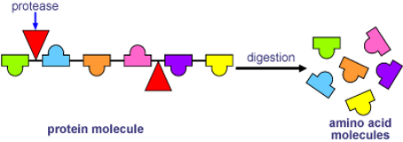 protease
digestion
protein molecule
amino acid
molecules